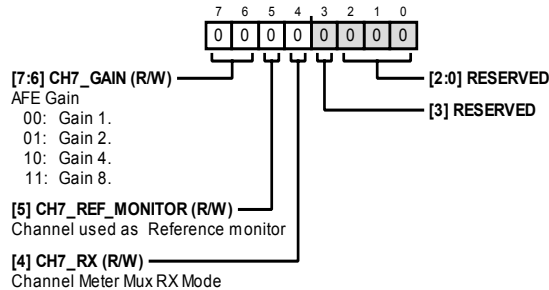 7 6 5 4 3 2 1 0
0 0 0 0 0 0 0 0
[7:6] CH7_GAIN (R/W)
AFE Gain
00: Gain 1.
01: Gain 2.
10: Gain 4.
11: Gain 8.
[5] CH7_REF_MONITOR (R/W)
Channel used as Reference monitor
[4] CH7_RX (R/W)
Channel Meter Mux RX Mode
[2:0] RESERVED
[3] RESERVED